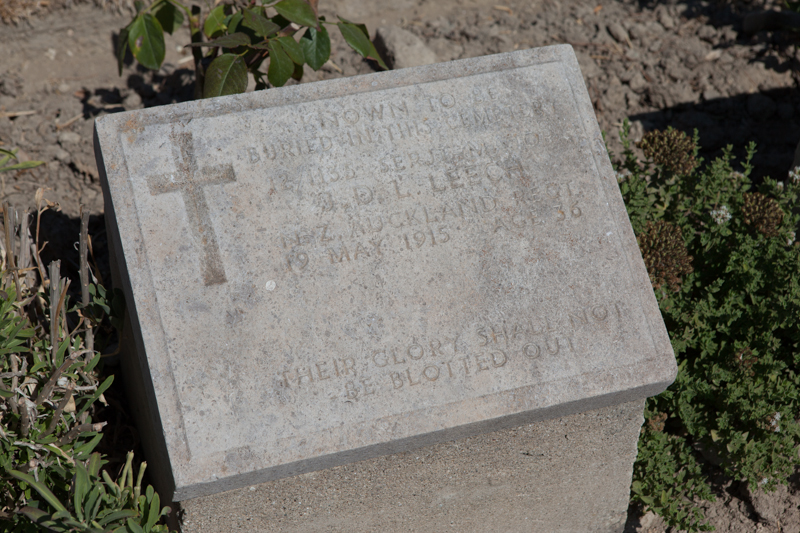 KNOWN TO BE
BURIED IN THIS CEMETERY
SERJEANT
LEECH
N.Z. AUCKLAND REGT.
19 MAY 1915 AGE 36
THEIR GLORY SHALL NOT
BE BLOTTED OUT